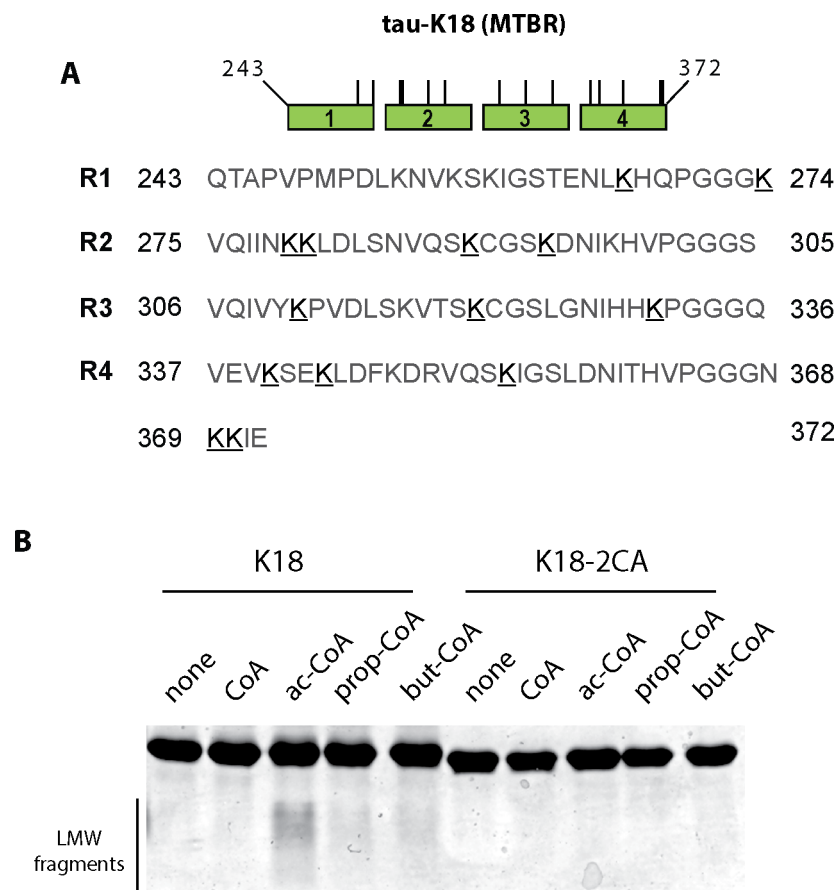 tau-K18 (MTBR)
A
243
372
1 2 3 4
R1 243 QTAPVPMPDLKNVKSKIGSTENLKHQPGGGK 274
R2 275 VQIINKKLDLSNVQSKCGSKDNIKHVPGGGS 305
R3 306 VQIVYKPVDLSKVTSKCGSLGNIHHKPGGGQ 336
R4 337 VEVKSEKLDFKDRVQSKIGSLDNITHVPGGGN 368
369 KKIE 372
B
K18 K18-2CA
none CoA ac-CoA prop-CoA but-CoA none CoA ac-CoA prop-CoA but-CoA
LMW
fragments